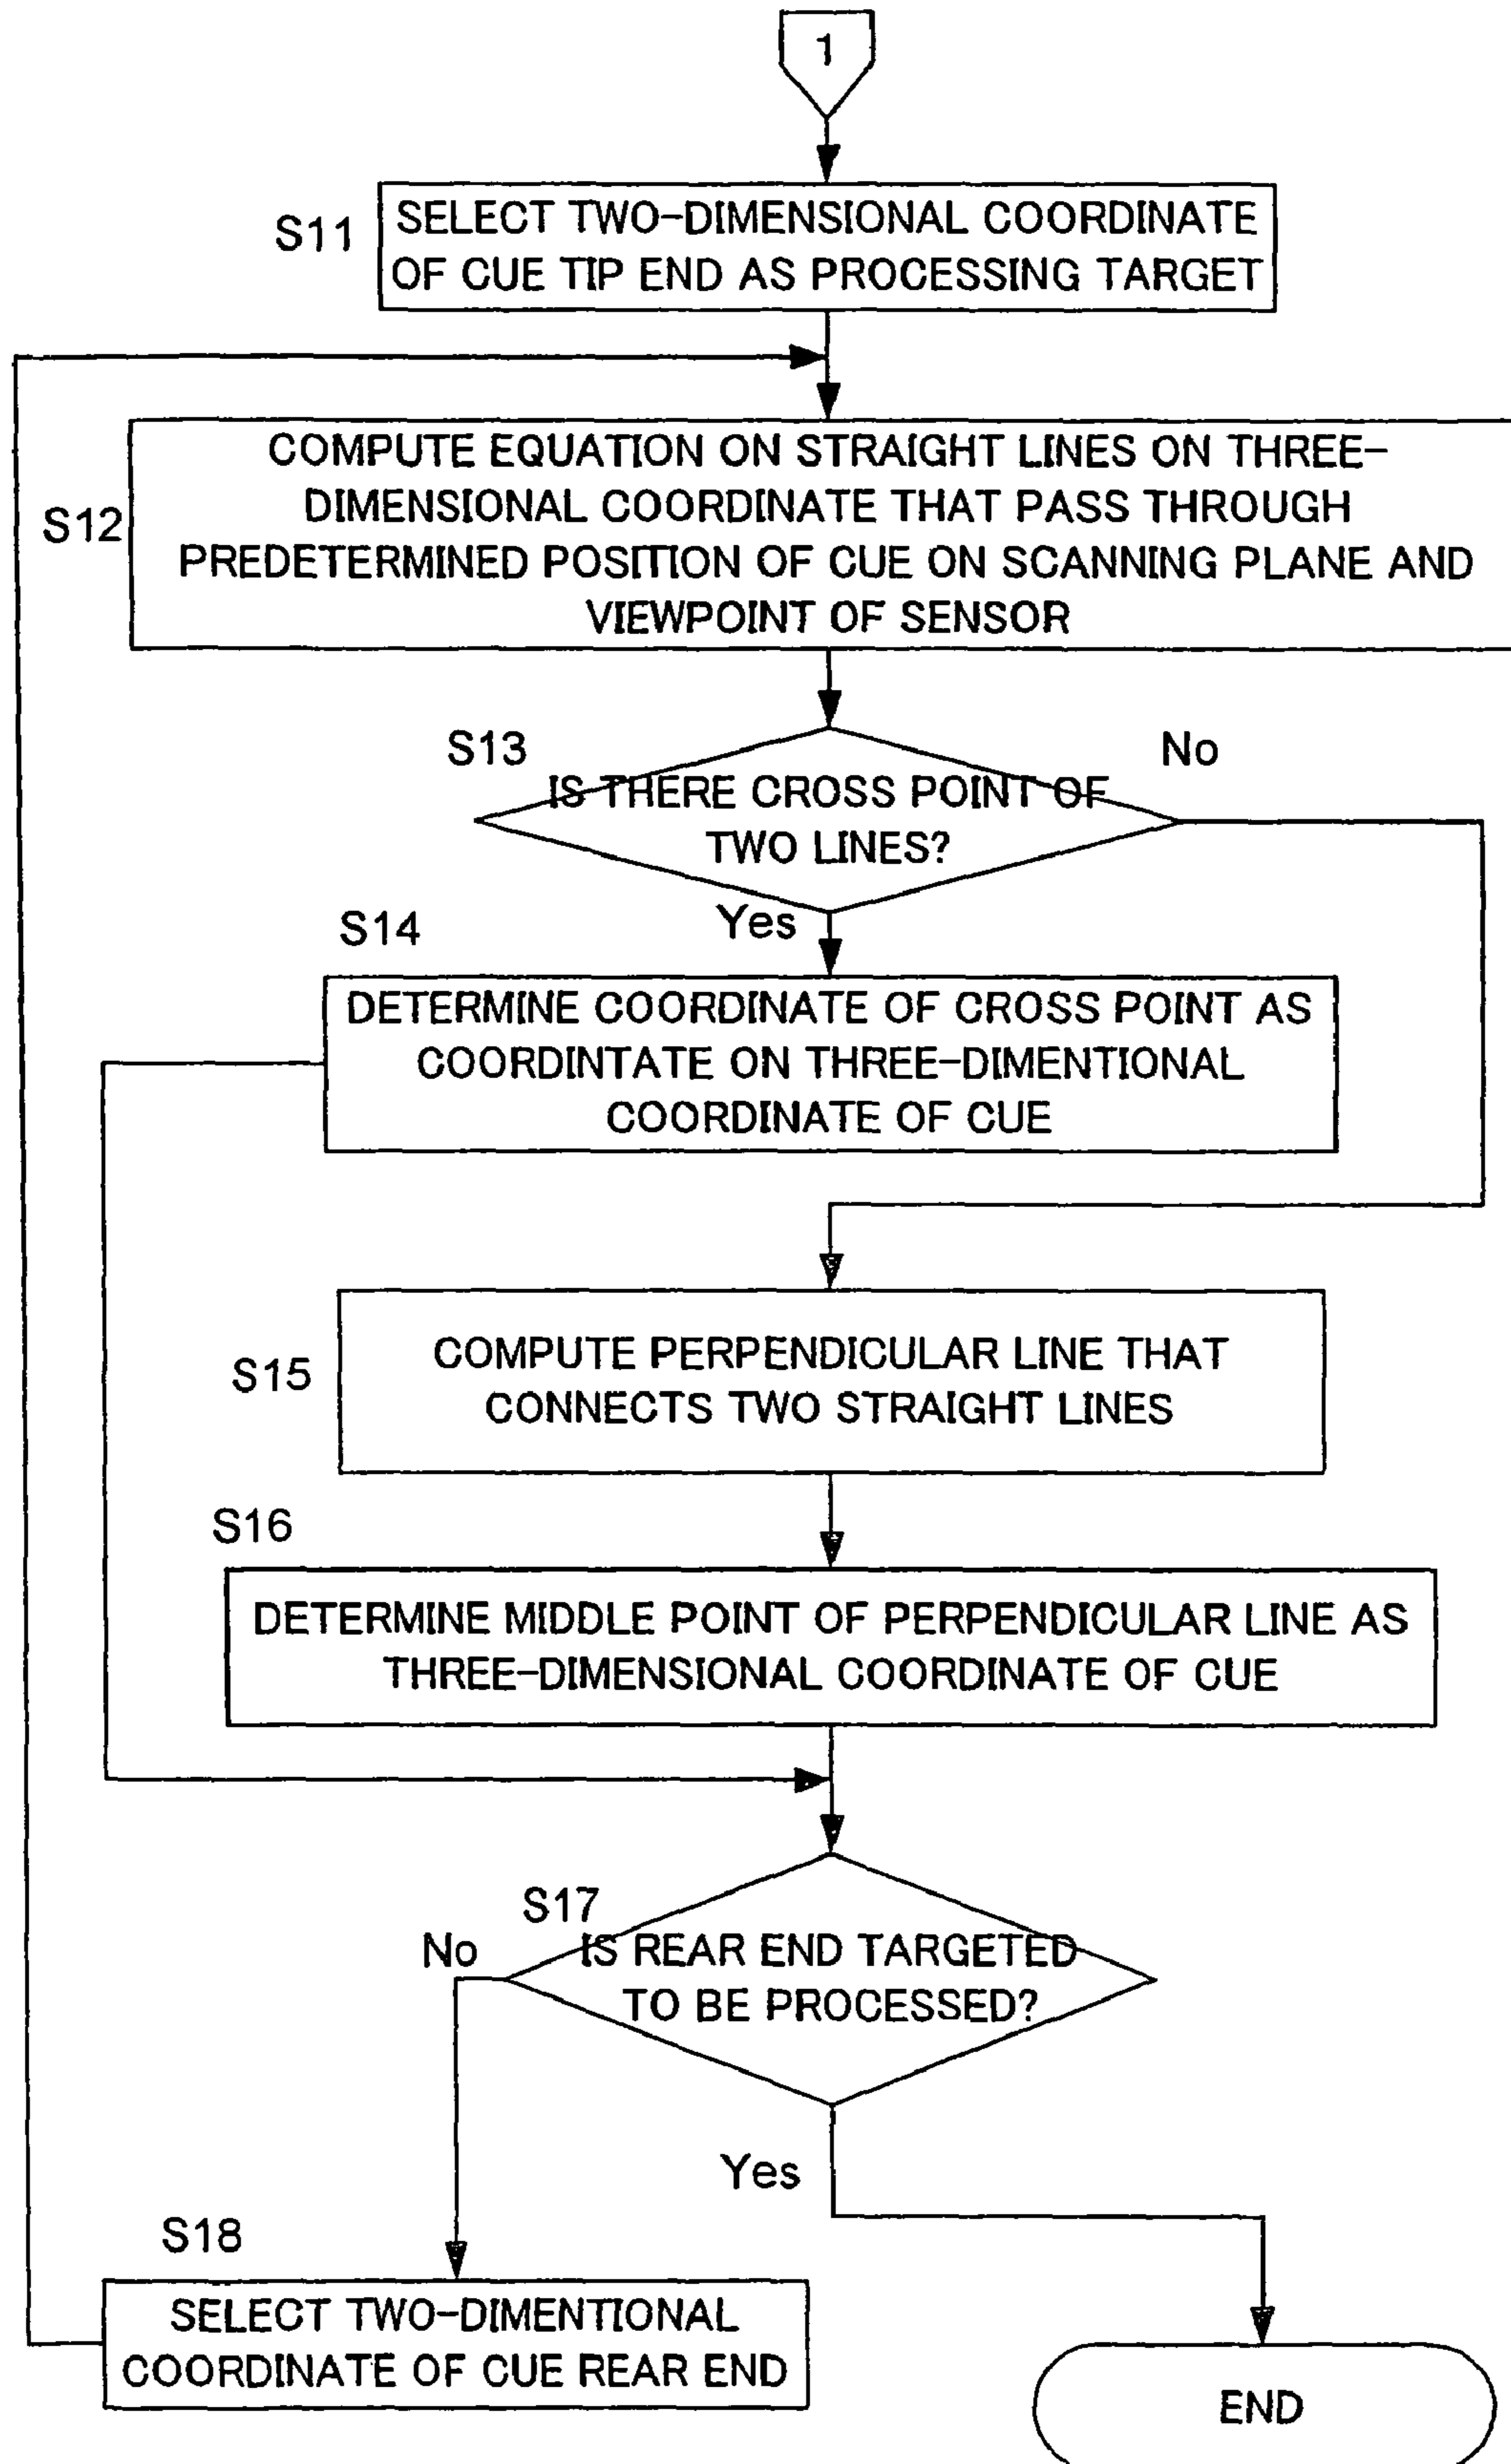 1
S11
SELECT TWO-DIMENSIONAL COORDINATE
OF CUE TIP END AS PROCESSING TARGET
S12
COMPUTE EQUATION ON STRAIGHT LINES ON THREE-
DIMENSIONAL COORDINATE THAT PASS THROUGH
PREDETERMINED POSITION OF CUE ON SCANNING PLANE AND
VIEWPOINT OF SENSOR
S13
No
IS THERE CROSS POINT OF
TWO LINES?
Yes
S14
DETERMINE COORDINATE OF CROSS POINT AS
COORDINTATE ON THREE-DIMENTIONAL
COORDINATE OF CUE
S15
COMPUTE PERPENDICULAR LINE THAT
CONNECTS TWO STRAIGHT LINES
S16
DETERMINE MIDDLE POINT OF PERPENDICULAR LINE AS
THREE-DIMENSIONAL COORDINATE OF CUE
S17
No
IS REAR END TARGETED
TO BE PROCESSED?
Yes
S18
SELECT TWO-DIMENTIONAL
COORDINATE OF CUE REAR END
END